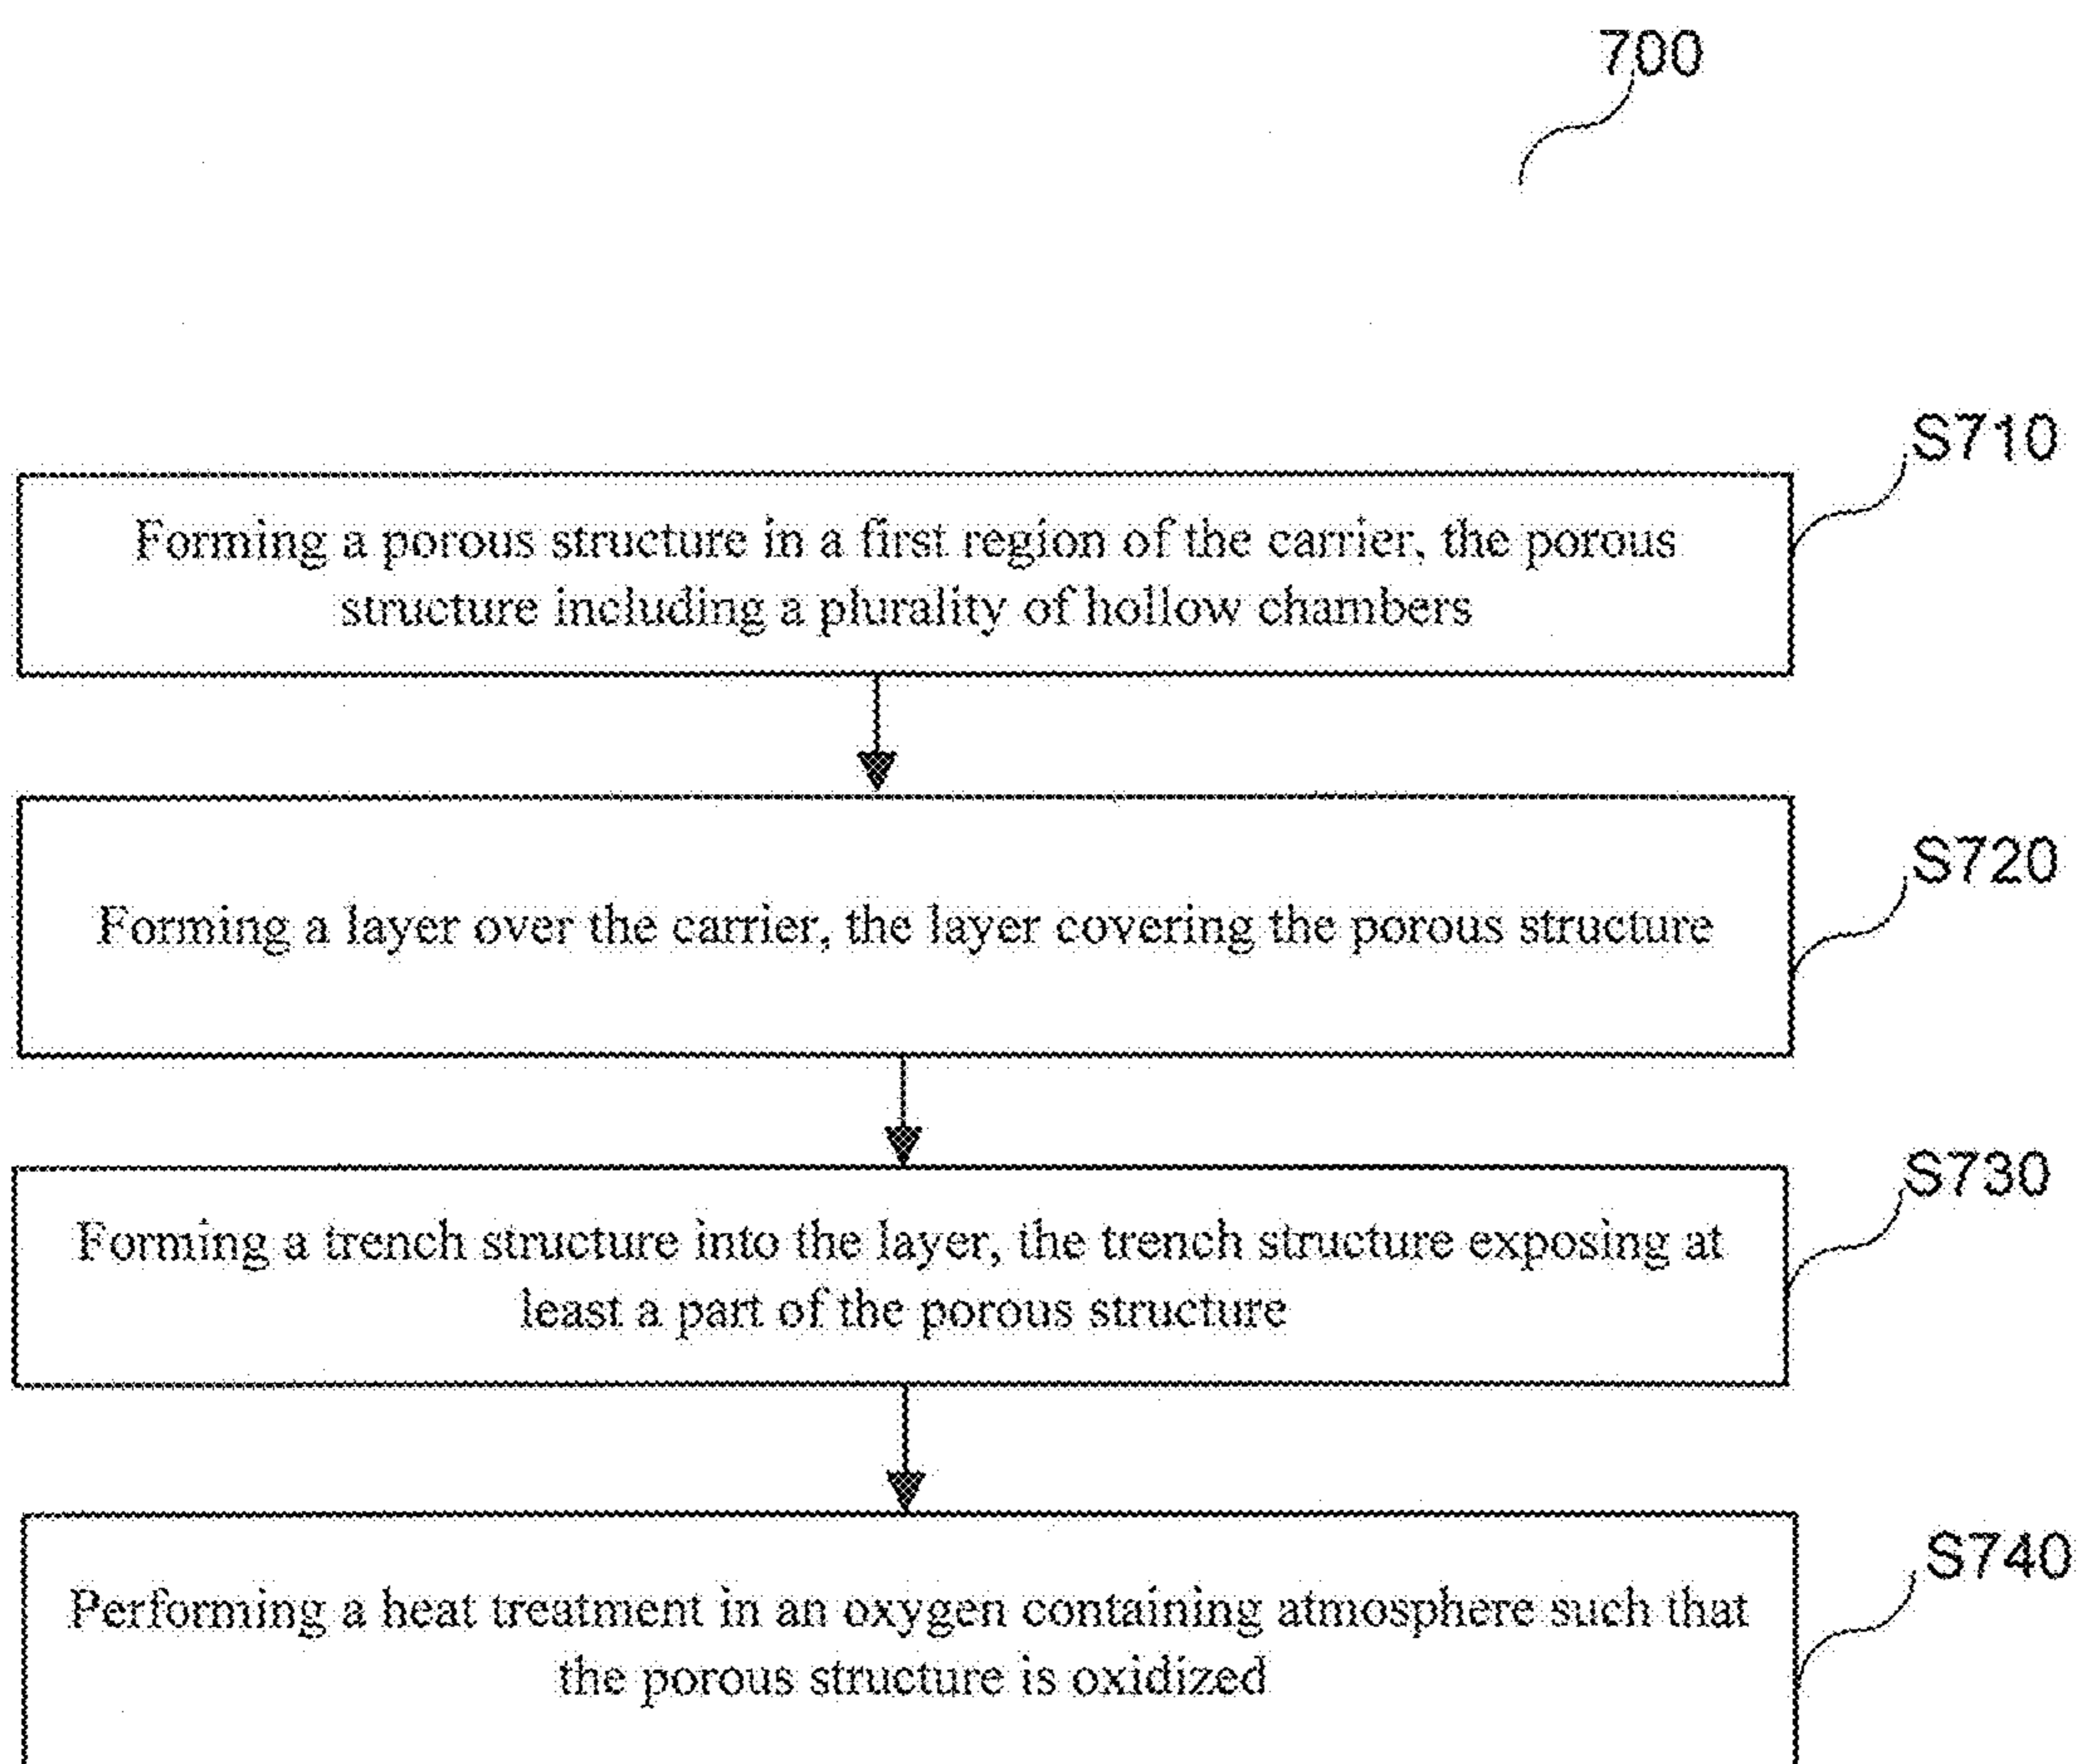 700
S710
Forming a porous structure in a first region of the carrier, the porous
structure including a plurality of hollow chambers
S720
Forming a layer over the carrier, the layer covering the porous structure
S730
Forming a trench structure into the layer, the trench structure exposing at
least a part of the porous structure
S740
Performing a heat treatment in an oxygen containing atmosphere such that
the porous structure is oxidized